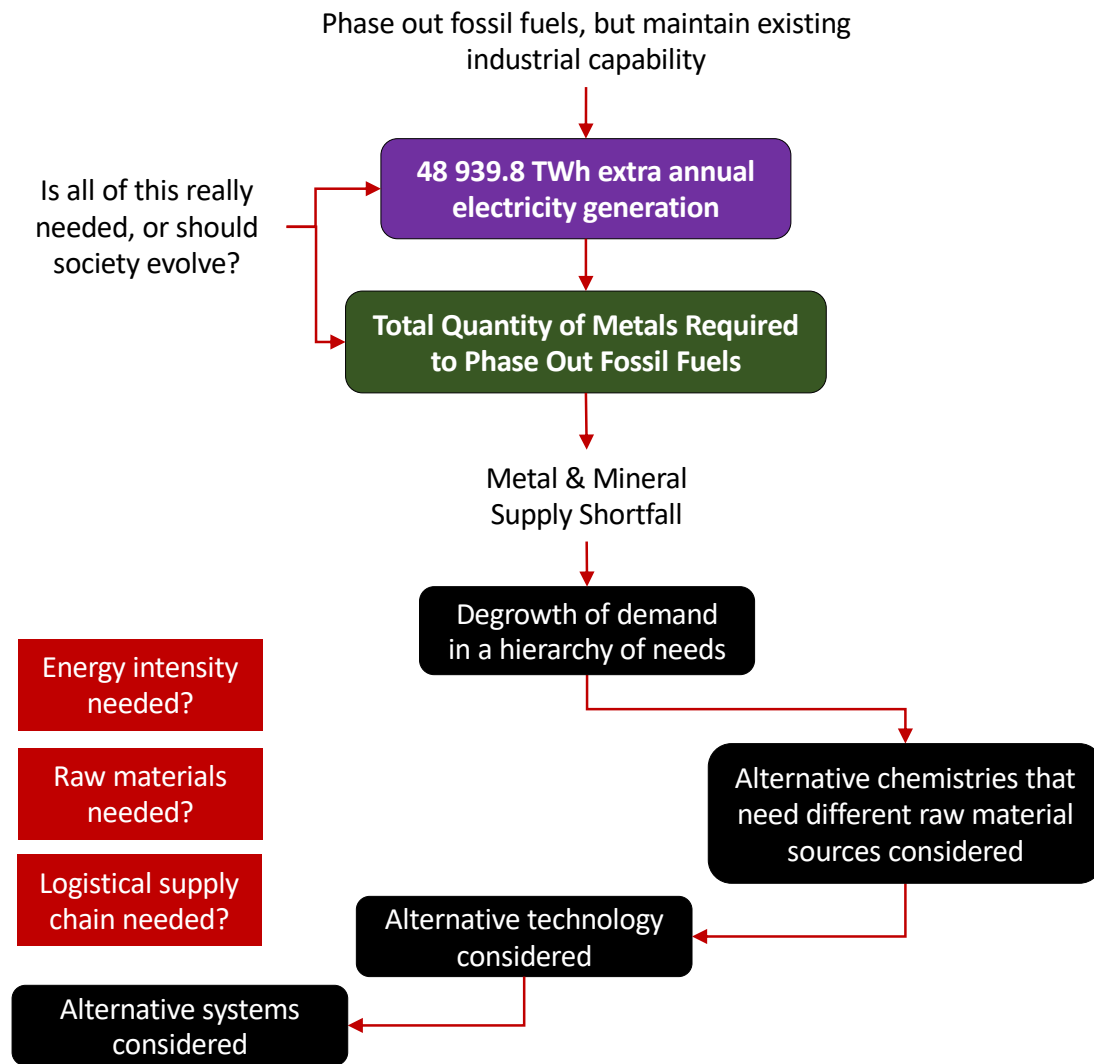 Phase out fossil fuels, but maintain existing
industrial capability
48 939.8 TWh extra annual
electricity generation
Is all of this really
needed, or should
society evolve?
Total Quantity of Metals Required
to Phase Out Fossil Fuels
Metal & Mineral
Supply Shortfall
Degrowth of demand
in a hierarchy of needs
Energy intensity
needed?
Raw materials
needed?
Logistical supply
chain needed?
Alternative chemistries that
need different raw material
sources considered
Alternative technology
considered
Alternative systems
considered